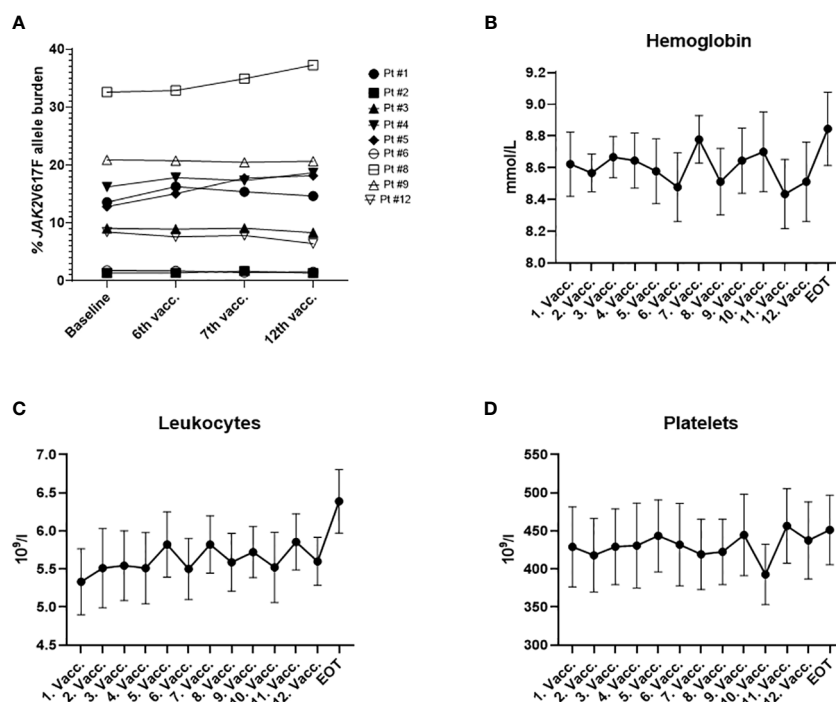 A
% JAK2V617F allele burden
40
30
20
10
0
Baseline
6th vacc.
7th vacc.
12th vacc.
Pt #1
Pt #2
Pt #3
Pt #4
Pt #5
Pt #6
Pt #8
Pt #9
Pt #12
B
Hemoglobin
mmol/L
9.2
9.0
8.8
8.6
8.4
8.2
8.0
1. Vacc.
2. Vacc.
3. Vacc.
4. Vacc.
5. Vacc.
6. Vacc.
7. Vacc.
8. Vacc.
9. Vacc.
10. Vacc.
11. Vacc.
12. Vacc.
EOT
C
Leukocytes
10⁹/l
7.0
6.5
6.0
5.5
5.0
4.5
1. Vacc.
2. Vacc.
3. Vacc.
4. Vacc.
5. Vacc.
6. Vacc.
7. Vacc.
8. Vacc.
9. Vacc.
10. Vacc.
11. Vacc.
12. Vacc.
EOT
D
Platelets
10⁹/l
550
500
450
400
350
300
1. Vacc.
2. Vacc.
3. Vacc.
4. Vacc.
5. Vacc.
6. Vacc.
7. Vacc.
8. Vacc.
9. Vacc.
10. Vacc.
11. Vacc.
12. Vacc.
EOT